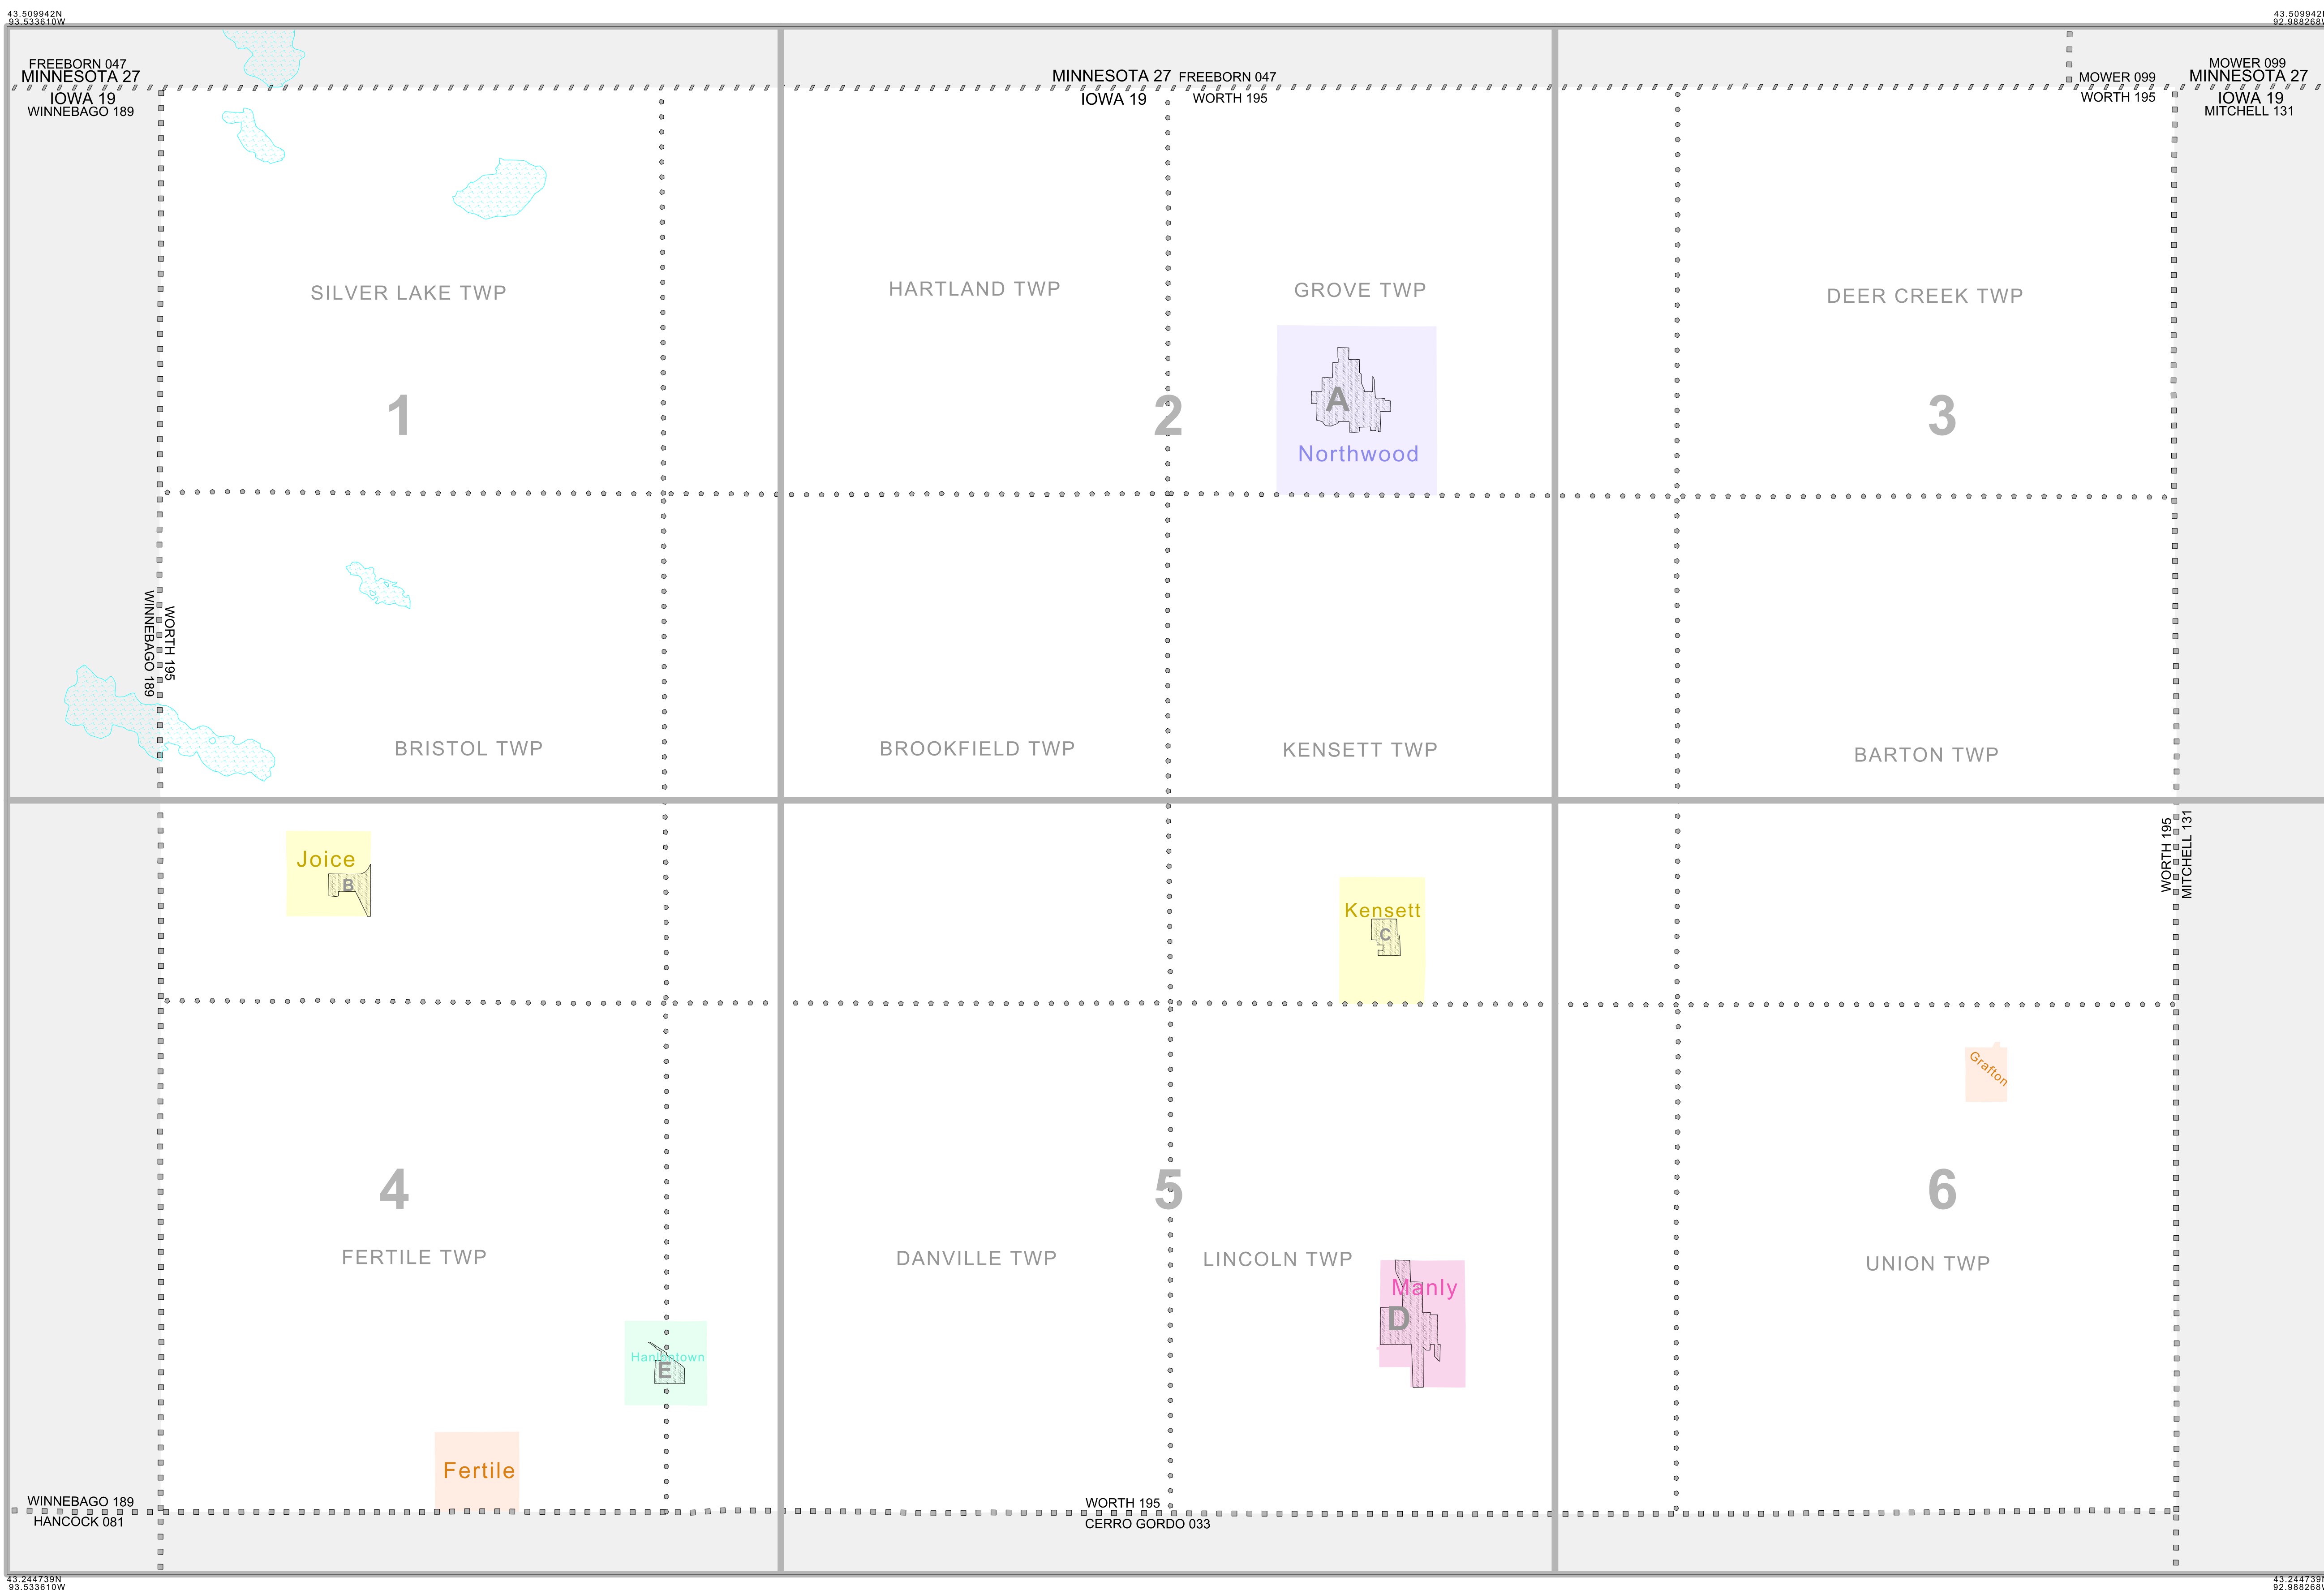 43.509942N
93.533610W
43.509942N
92.988268W
FREEBORN 047
MINNESOTA 27
IOWA 19
WINNEBAGO 189
MINNESOTA 27 FREEBORN 047
IOWA 19 WORTH 195
MOWER 099
WORTH 195
MOWER 099
MINNESOTA 27
IOWA 19
MITCHELL 131
SILVER LAKE TWP
HARTLAND TWP
GROVE TWP
DEER CREEK TWP
1
2
A
3
Northwood
WINNEBAGO 189
WORTH 195
BRISTOL TWP
BROOKFIELD TWP
KENSETT TWP
BARTON TWP
WORTH 195
MITCHELL 131
Joice
B
Kensett
C
Grafton
4
5
6
FERTILE TWP
DANVILLE TWP
LINCOLN TWP
UNION TWP
Manly
D
E
Fertile
WINNEBAGO 189
HANCOCK 081
WORTH 195
CERRO GORDO 033
43.244739N
93.533610W
43.244739N
92.988268W